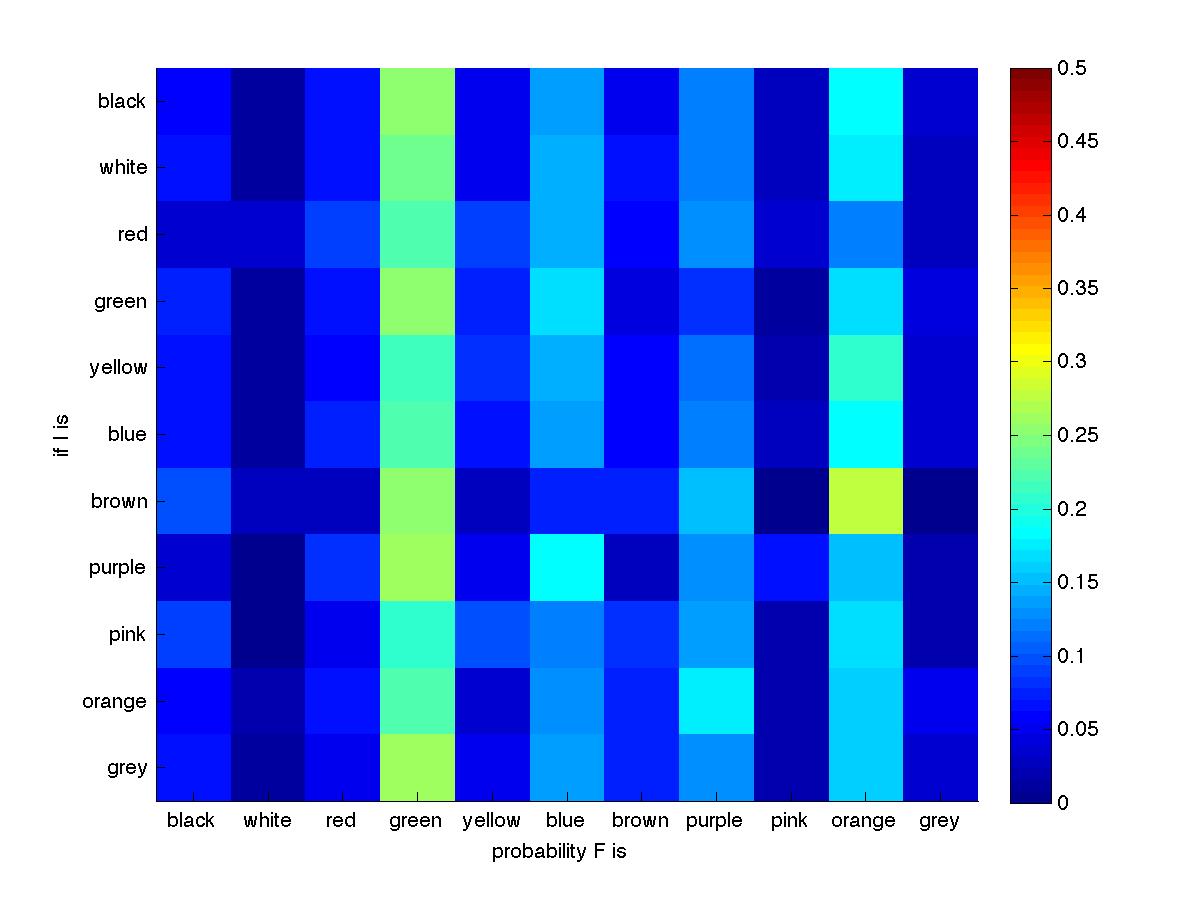 black
white
red
green
yellow
blue
brown
purple
pink
orange
grey
if I is
black white red green yellow blue brown purple pink orange grey
probability F is
0.5
0.45
0.4
0.35
0.3
0.25
0.2
0.15
0.1
0.05
0